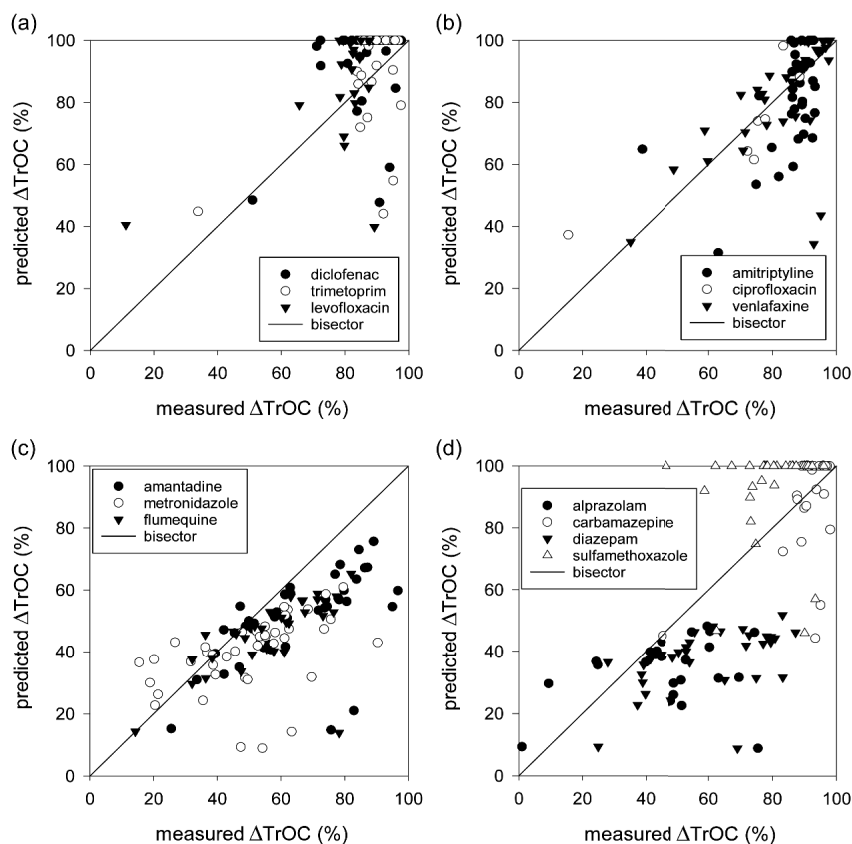 (a)
100
80
60
40
20
0
predicted ΔTrOC (%)
diclofenac
trimetoprim
levofloxacin
bisector
0 20 40 60 80 100
measured ΔTrOC (%)
(b)
100
80
60
40
20
0
predicted ΔTrOC (%)
amitriptyline
ciprofloxacin
venlafaxine
bisector
0 20 40 60 80 100
measured ΔTrOC (%)
(c)
100
80
60
40
20
0
predicted ΔTrOC (%)
amantadine
metronidazole
flumequine
bisector
0 20 40 60 80 100
measured ΔTrOC (%)
(d)
100
80
60
40
20
0
predicted ΔTrOC (%)
alprazolam
carbamazepine
diazepam
sulfamethoxazole
bisector
0 20 40 60 80 100
measured ΔTrOC (%)